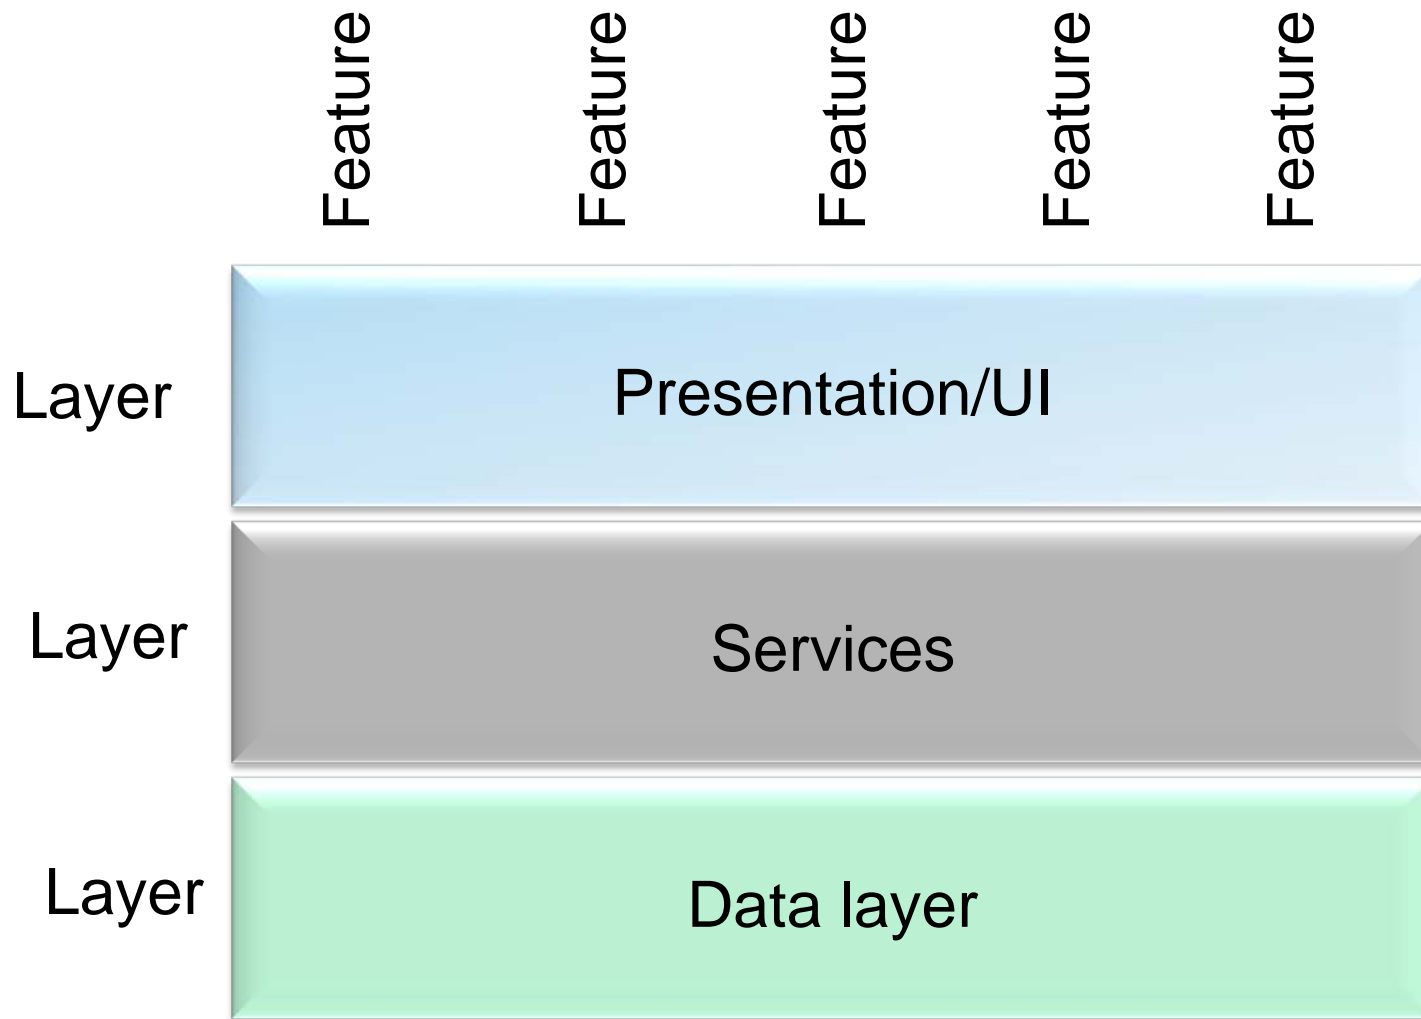 Feature
Feature
Feature
Feature
Feature
Layer
Presentation/UI
Layer
Services
Layer
Data layer